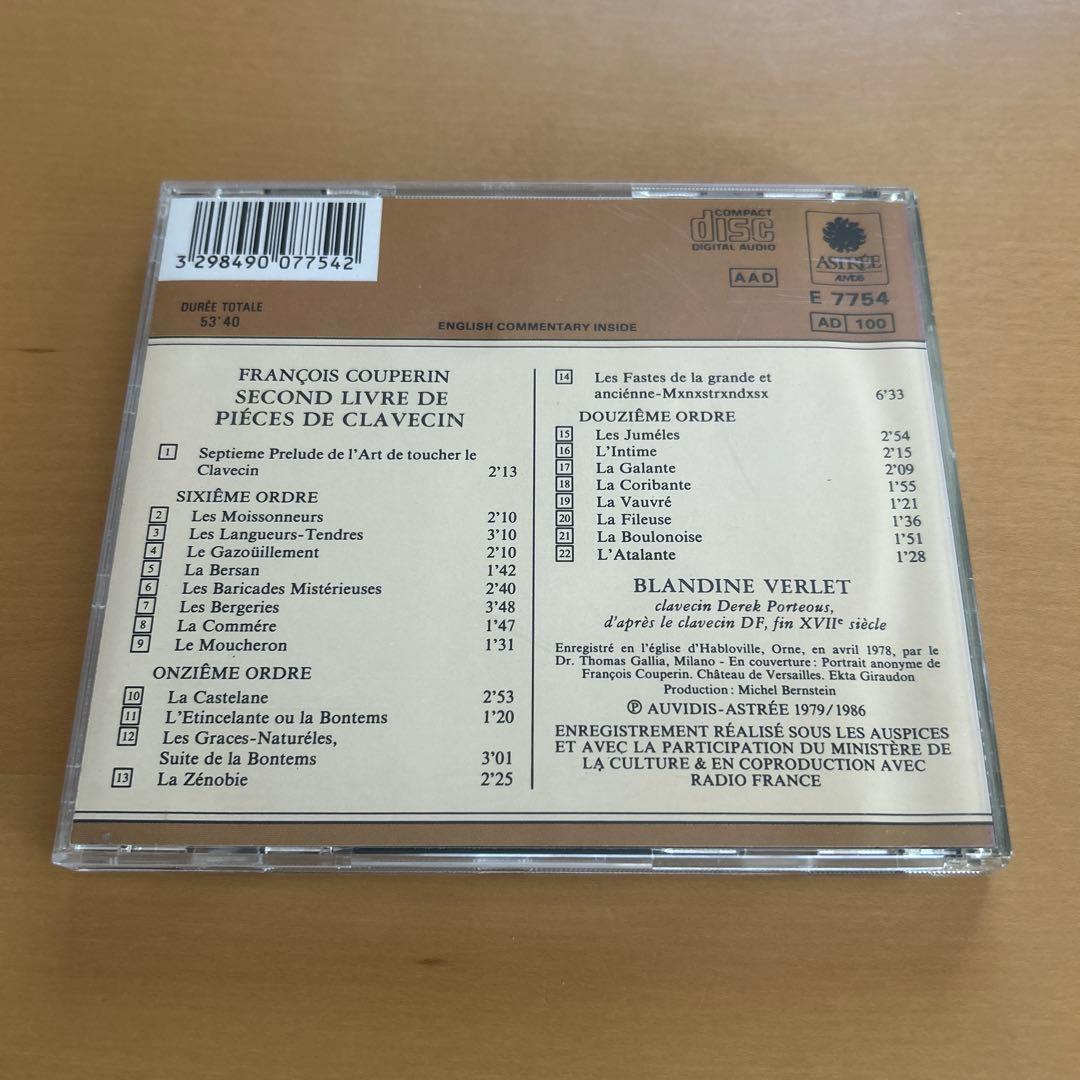 3 298490 077542
COMPACT
disc
DIGITAL AUDIO
ASTRÉE
AUVIDIS
AAD
E 7754
AD 100
DURÉE TOTALE
53'40
ENGLISH COMMENTARY INSIDE
FRANÇOIS COUPERIN
SECOND LIVRE DE
PIÉCES DE CLAVECIN
1 Septieme Prelude de l'Art de toucher le
Clavecin 2'13
SIXIÊME ORDRE
2 Les Moissonneurs 2'10
3 Les Langueurs-Tendres 3'10
4 Le Gazoüillement 2'10
5 La Bersan 1'42
6 Les Baricades Mistérieuses 2'40
7 Les Bergeries 3'48
8 La Commére 1'47
9 Le Moucheron 1'31
ONZIÊME ORDRE
10 La Castelane 2'53
11 L'Etincelante ou la Bontems 1'20
12 Les Graces-Naturéles,
Suite de la Bontems 3'01
13 La Zénobie 2'25
14 Les Fastes de la grande et
anciénne-Mxnxstrxndxsx 6'33
DOUZIÊME ORDRE
15 Les Juméles 2'54
16 L'Intime 2'15
17 La Galante 2'09
18 La Coribante 1'55
19 La Vauvré 1'21
20 La Fileuse 1'36
21 La Boulonoise 1'51
22 L'Atalante 1'28
BLANDINE VERLET
clavecin Derek Porteous,
d'après le clavecin DF, fin XVIIe siècle
Enregistré en l'église d'Habloville, Orne, en avril 1978, par le
Dr. Thomas Gallia, Milano - En couverture : Portrait anonyme de
François Couperin. Château de Versailles. Ekta Giraudon
Production : Michel Bernstein
℗ AUVIDIS-ASTRÉE 1979/1986
ENREGISTREMENT RÉALISÉ SOUS LES AUSPICES
ET AVEC LA PARTICIPATION DU MINISTÈRE DE
LA CULTURE & EN COPRODUCTION AVEC
RADIO FRANCE